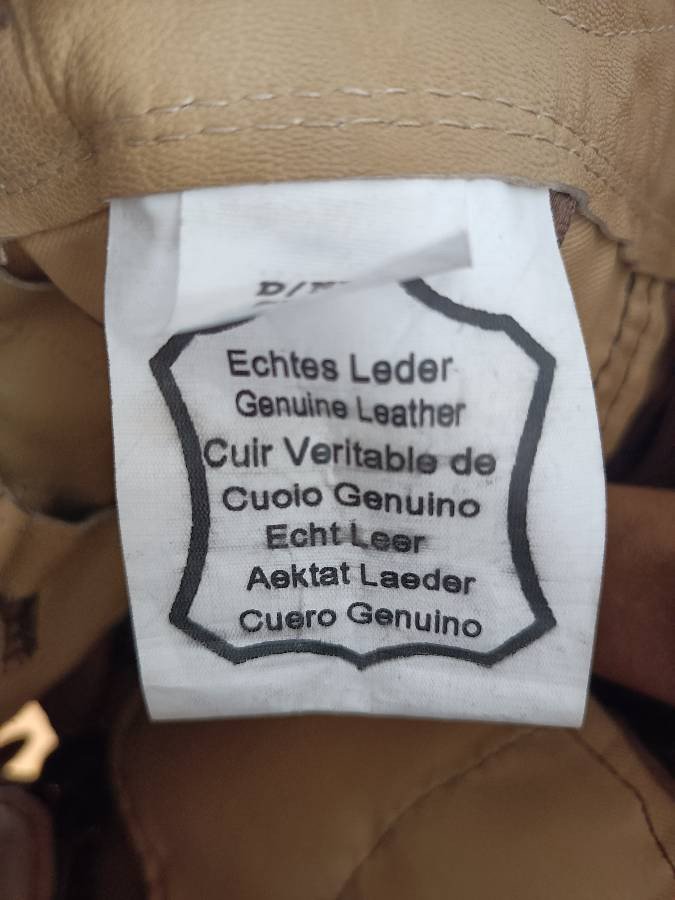 Echtes Leder
Genuine Leather
Cuir Veritable de
Cuoio Genuino
Echt Leer
Aektat Laeder
Cuero Genuino